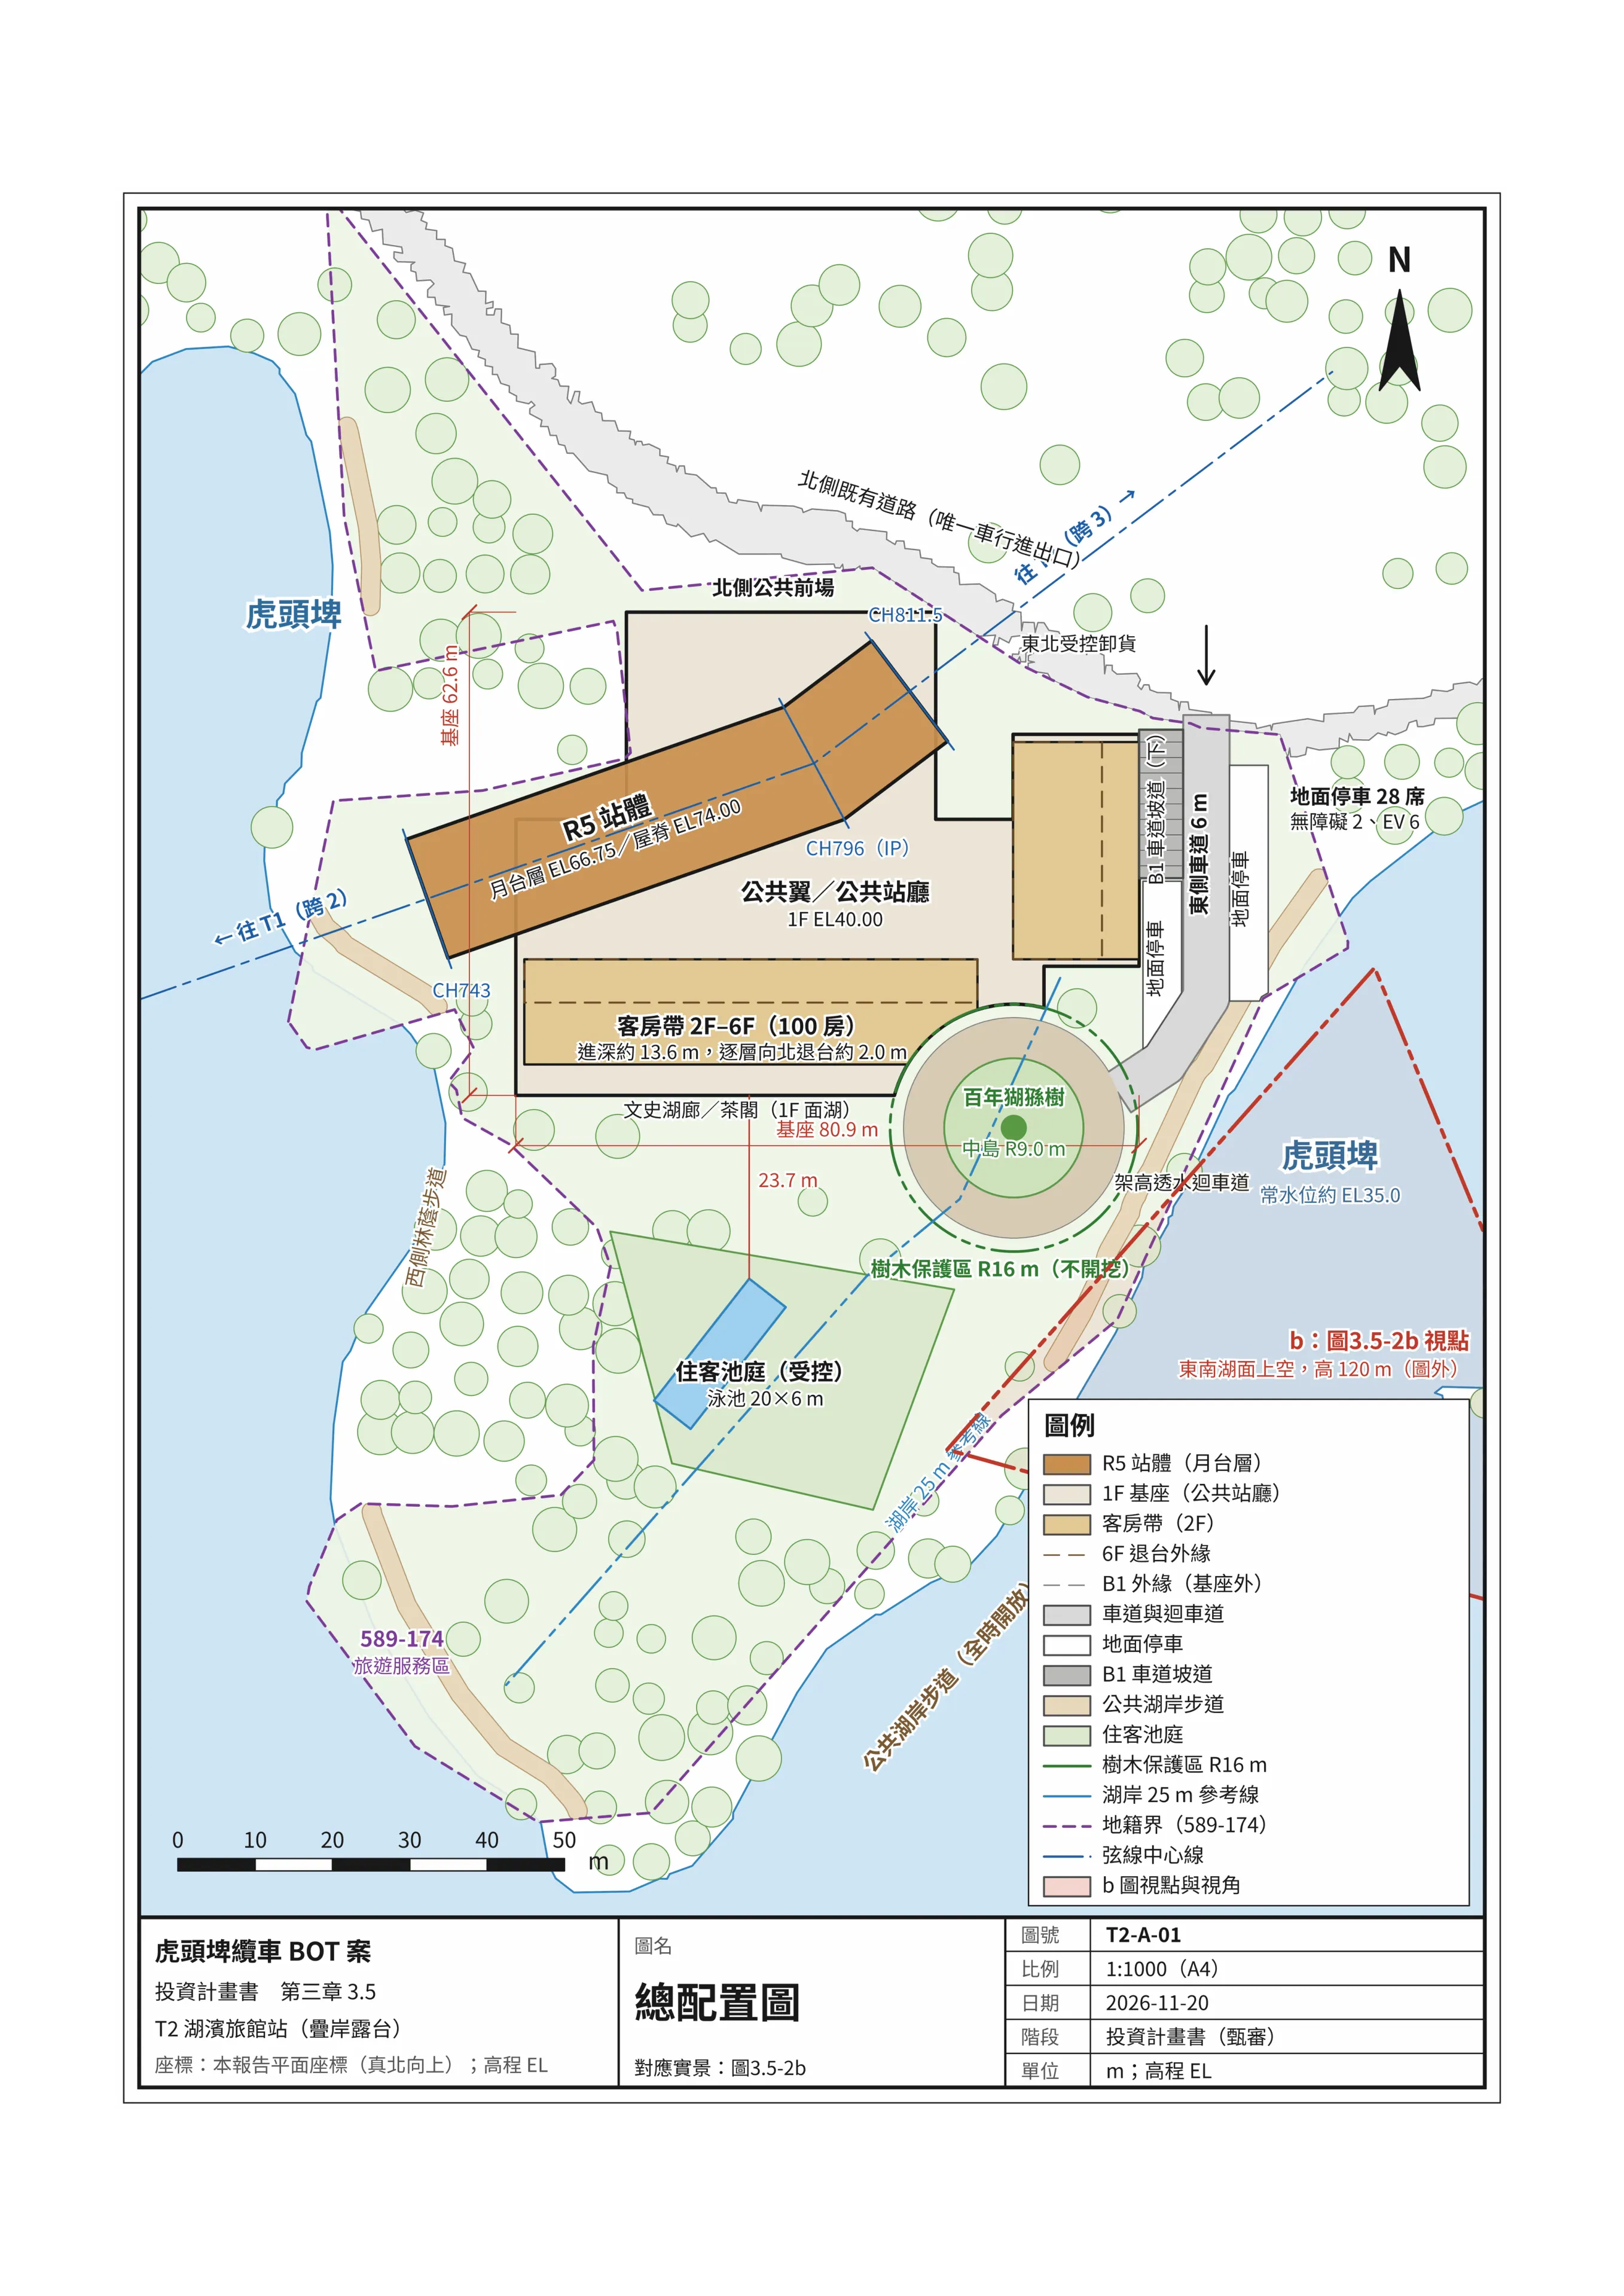 N
北側既有道路（唯一車行進出口）
往
（跨 3）→
北側公共前場
虎頭埤
CH811.5
東北受控卸貨
基座 62.6 m
R5 站體
月台層 EL66.75／屋脊 EL74.00
CH796（IP）
公共翼／公共站廳
1F EL40.00
B1 車道坡道（下）
東側車道 6 m
地面停車
地面停車
地面停車 28 席
無障礙 2、EV 6
← 往 T1（跨 2）
CH743
客房帶 2F–6F（100 房）
進深約 13.6 m，逐層向北退台約 2.0 m
文史湖廊／茶閣（1F 面湖）
基座 80.9 m
百年獼猻樹
中島 R9.0 m
23.7 m
架高透水迴車道
虎頭埤
常水位約 EL35.0
西側林蔭步道
樹木保護區 R16 m（不開挖）
住客池庭（受控）
泳池 20×6 m
b：圖3.5-2b 視點
東南湖面上空，高 120 m（圖外）
湖岸 25 m 參考線
公共湖岸步道（全時開放）
589-174
旅遊服務區
圖例
R5 站體（月台層）
1F 基座（公共站廳）
客房帶（2F）
6F 退台外緣
B1 外緣（基座外）
車道與迴車道
地面停車
B1 車道坡道
公共湖岸步道
住客池庭
樹木保護區 R16 m
湖岸 25 m 參考線
地籍界（589-174）
弦線中心線
b 圖視點與視角
0 10 20 30 40 50
m
虎頭埤纜車 BOT 案
投資計畫書　第三章 3.5
T2 湖濱旅館站（疊岸露台）
座標：本報告平面座標（真北向上）；高程 EL
圖名
總配置圖
對應實景：圖3.5-2b
圖號 T2-A-01
比例 1:1000（A4）
日期 2026-11-20
階段 投資計畫書（甄審）
單位 m；高程 EL